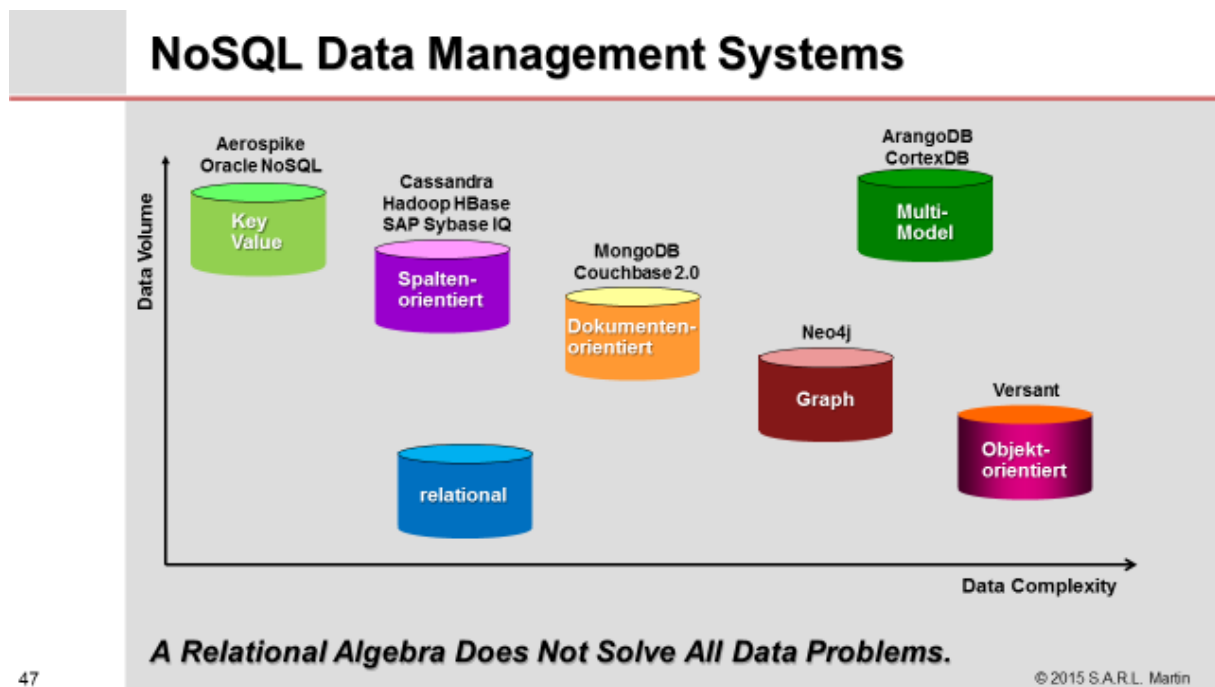 NoSQL Data Management Systems
Aerospike
Oracle NoSQL
Key
Value
Cassandra
Hadoop HBase
SAP Sybase IQ
Spalten-
orientiert
MongoDB
Couchbase 2.0
Dokumenten-
orientiert
ArangoDB
CortexDB
Multi-
Model
Neo4j
Graph
Versant
Objekt-
orientiert
relational
Data Volume
Data Complexity
A Relational Algebra Does Not Solve All Data Problems.
47
© 2015 S.A.R.L. Martin